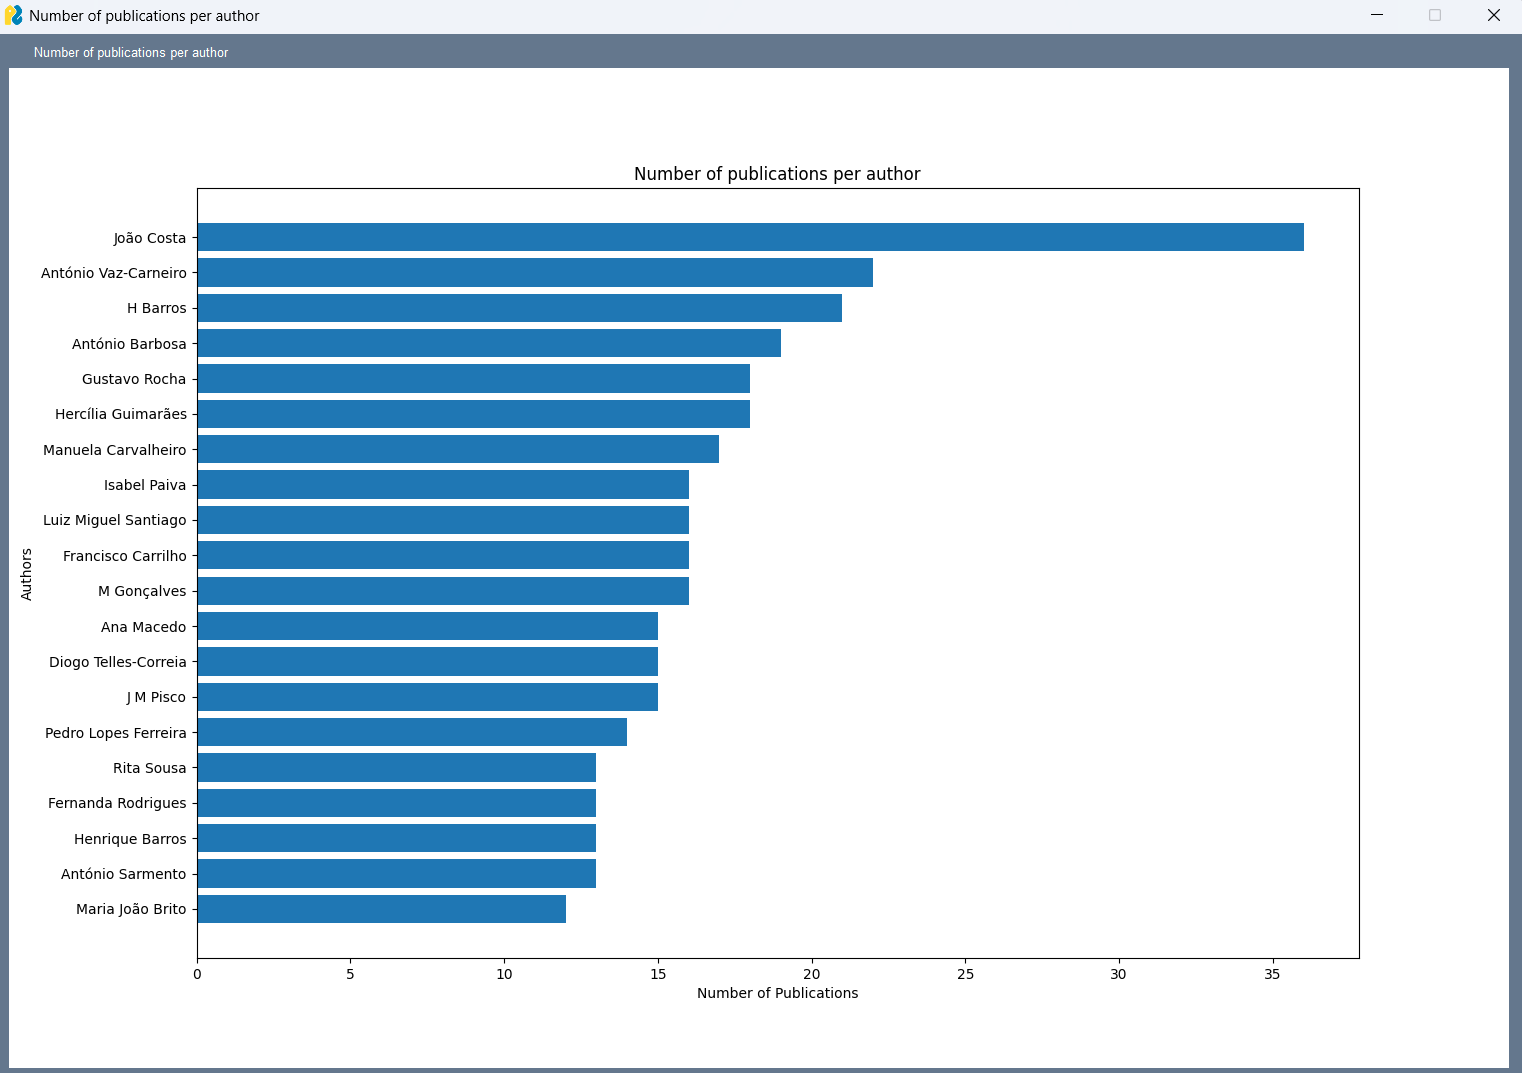 Number of publications per author
Number of publications per author
Number of publications per author
João Costa
António Vaz-Carneiro
H Barros
António Barbosa
Gustavo Rocha
Hercília Guimarães
Manuela Carvalheiro
Isabel Paiva
Luiz Miguel Santiago
Francisco Carrilho
M Gonçalves
Ana Macedo
Diogo Telles-Correia
J M Pisco
Pedro Lopes Ferreira
Rita Sousa
Fernanda Rodrigues
Henrique Barros
António Sarmento
Maria João Brito
Authors
0 5 10 15 20 25 30 35
Number of Publications